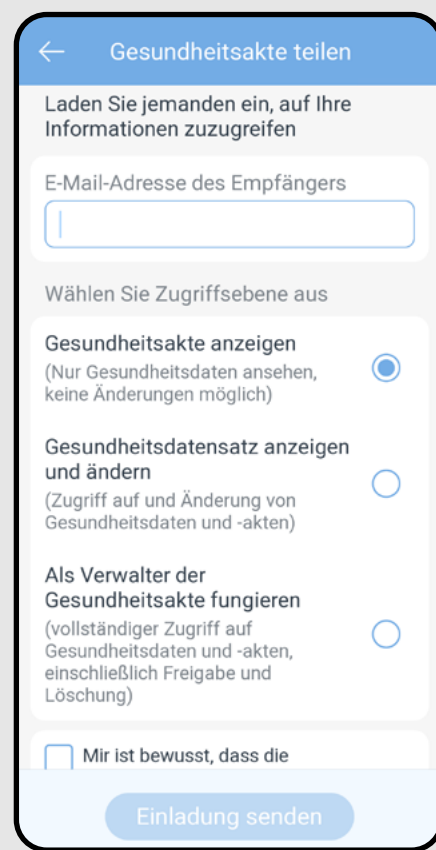 Gesundheitsakte teilen
Laden Sie jemanden ein, auf Ihre
Informationen zuzugreifen
E-Mail-Adresse des Empfängers
Wählen Sie Zugriffsebene aus
Gesundheitsakte anzeigen
(Nur Gesundheitsdaten ansehen,
keine Änderungen möglich)
Gesundheitsdatensatz anzeigen
und ändern
(Zugriff auf und Änderung von
Gesundheitsdaten und -akten)
Als Verwalter der
Gesundheitsakte fungieren
(vollständiger Zugriff auf
Gesundheitsdaten und -akten,
einschließlich Freigabe und
Löschung)
Mir ist bewusst, dass die
Einladung senden